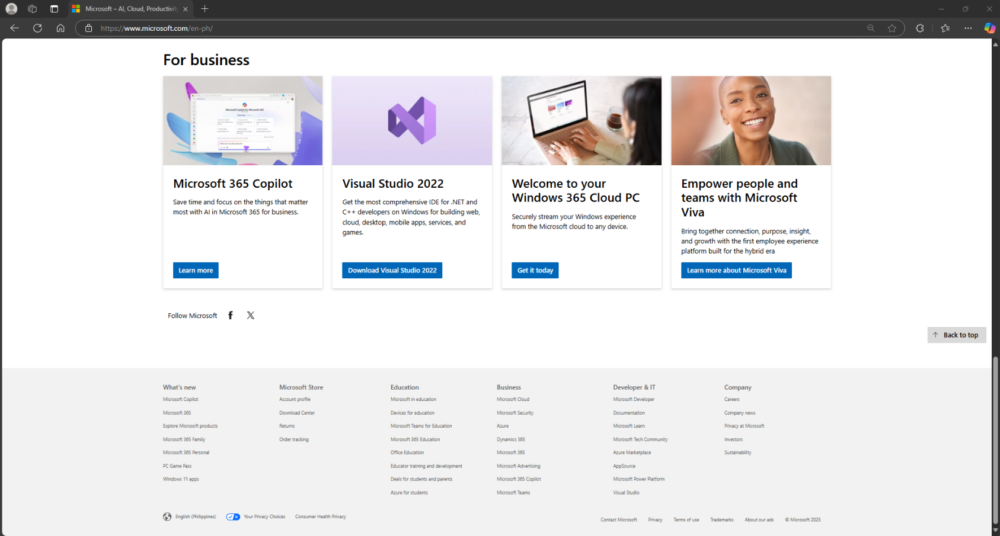 Microsoft – AI, Cloud, Productivity
https://www.microsoft.com/en-ph/
For business
Microsoft Copilot for Microsoft 365
Microsoft 365 Copilot
Save time and focus on the things that matter
most with AI in Microsoft 365 for business.
Learn more
Visual Studio 2022
Get the most comprehensive IDE for .NET and
C++ developers on Windows for building web,
cloud, desktop, mobile apps, services, and
games.
Download Visual Studio 2022
Welcome to your
Windows 365 Cloud PC
Securely stream your Windows experience
from the Microsoft cloud to any device.
Get it today
Empower people and
teams with Microsoft
Viva
Bring together connection, purpose, insight,
and growth with the first employee experience
platform built for the hybrid era
Learn more about Microsoft Viva
Follow Microsoft
Back to top
What's new
Microsoft Copilot
Microsoft 365
Explore Microsoft products
Microsoft 365 Family
Microsoft 365 Personal
PC Game Pass
Windows 11 apps
Microsoft Store
Account profile
Download Center
Returns
Order tracking
Education
Microsoft in education
Devices for education
Microsoft Teams for Education
Microsoft 365 Education
Office Education
Educator training and development
Deals for students and parents
Azure for students
Business
Microsoft Cloud
Microsoft Security
Azure
Dynamics 365
Microsoft 365
Microsoft Advertising
Microsoft 365 Copilot
Microsoft Teams
Developer & IT
Microsoft Developer
Documentation
Microsoft Learn
Microsoft Tech Community
Azure Marketplace
AppSource
Microsoft Power Platform
Visual Studio
Company
Careers
Company news
Privacy at Microsoft
Investors
Sustainability
English (Philippines)
Your Privacy Choices
Consumer Health Privacy
Contact Microsoft
Privacy
Terms of use
Trademarks
About our ads
© Microsoft 2025